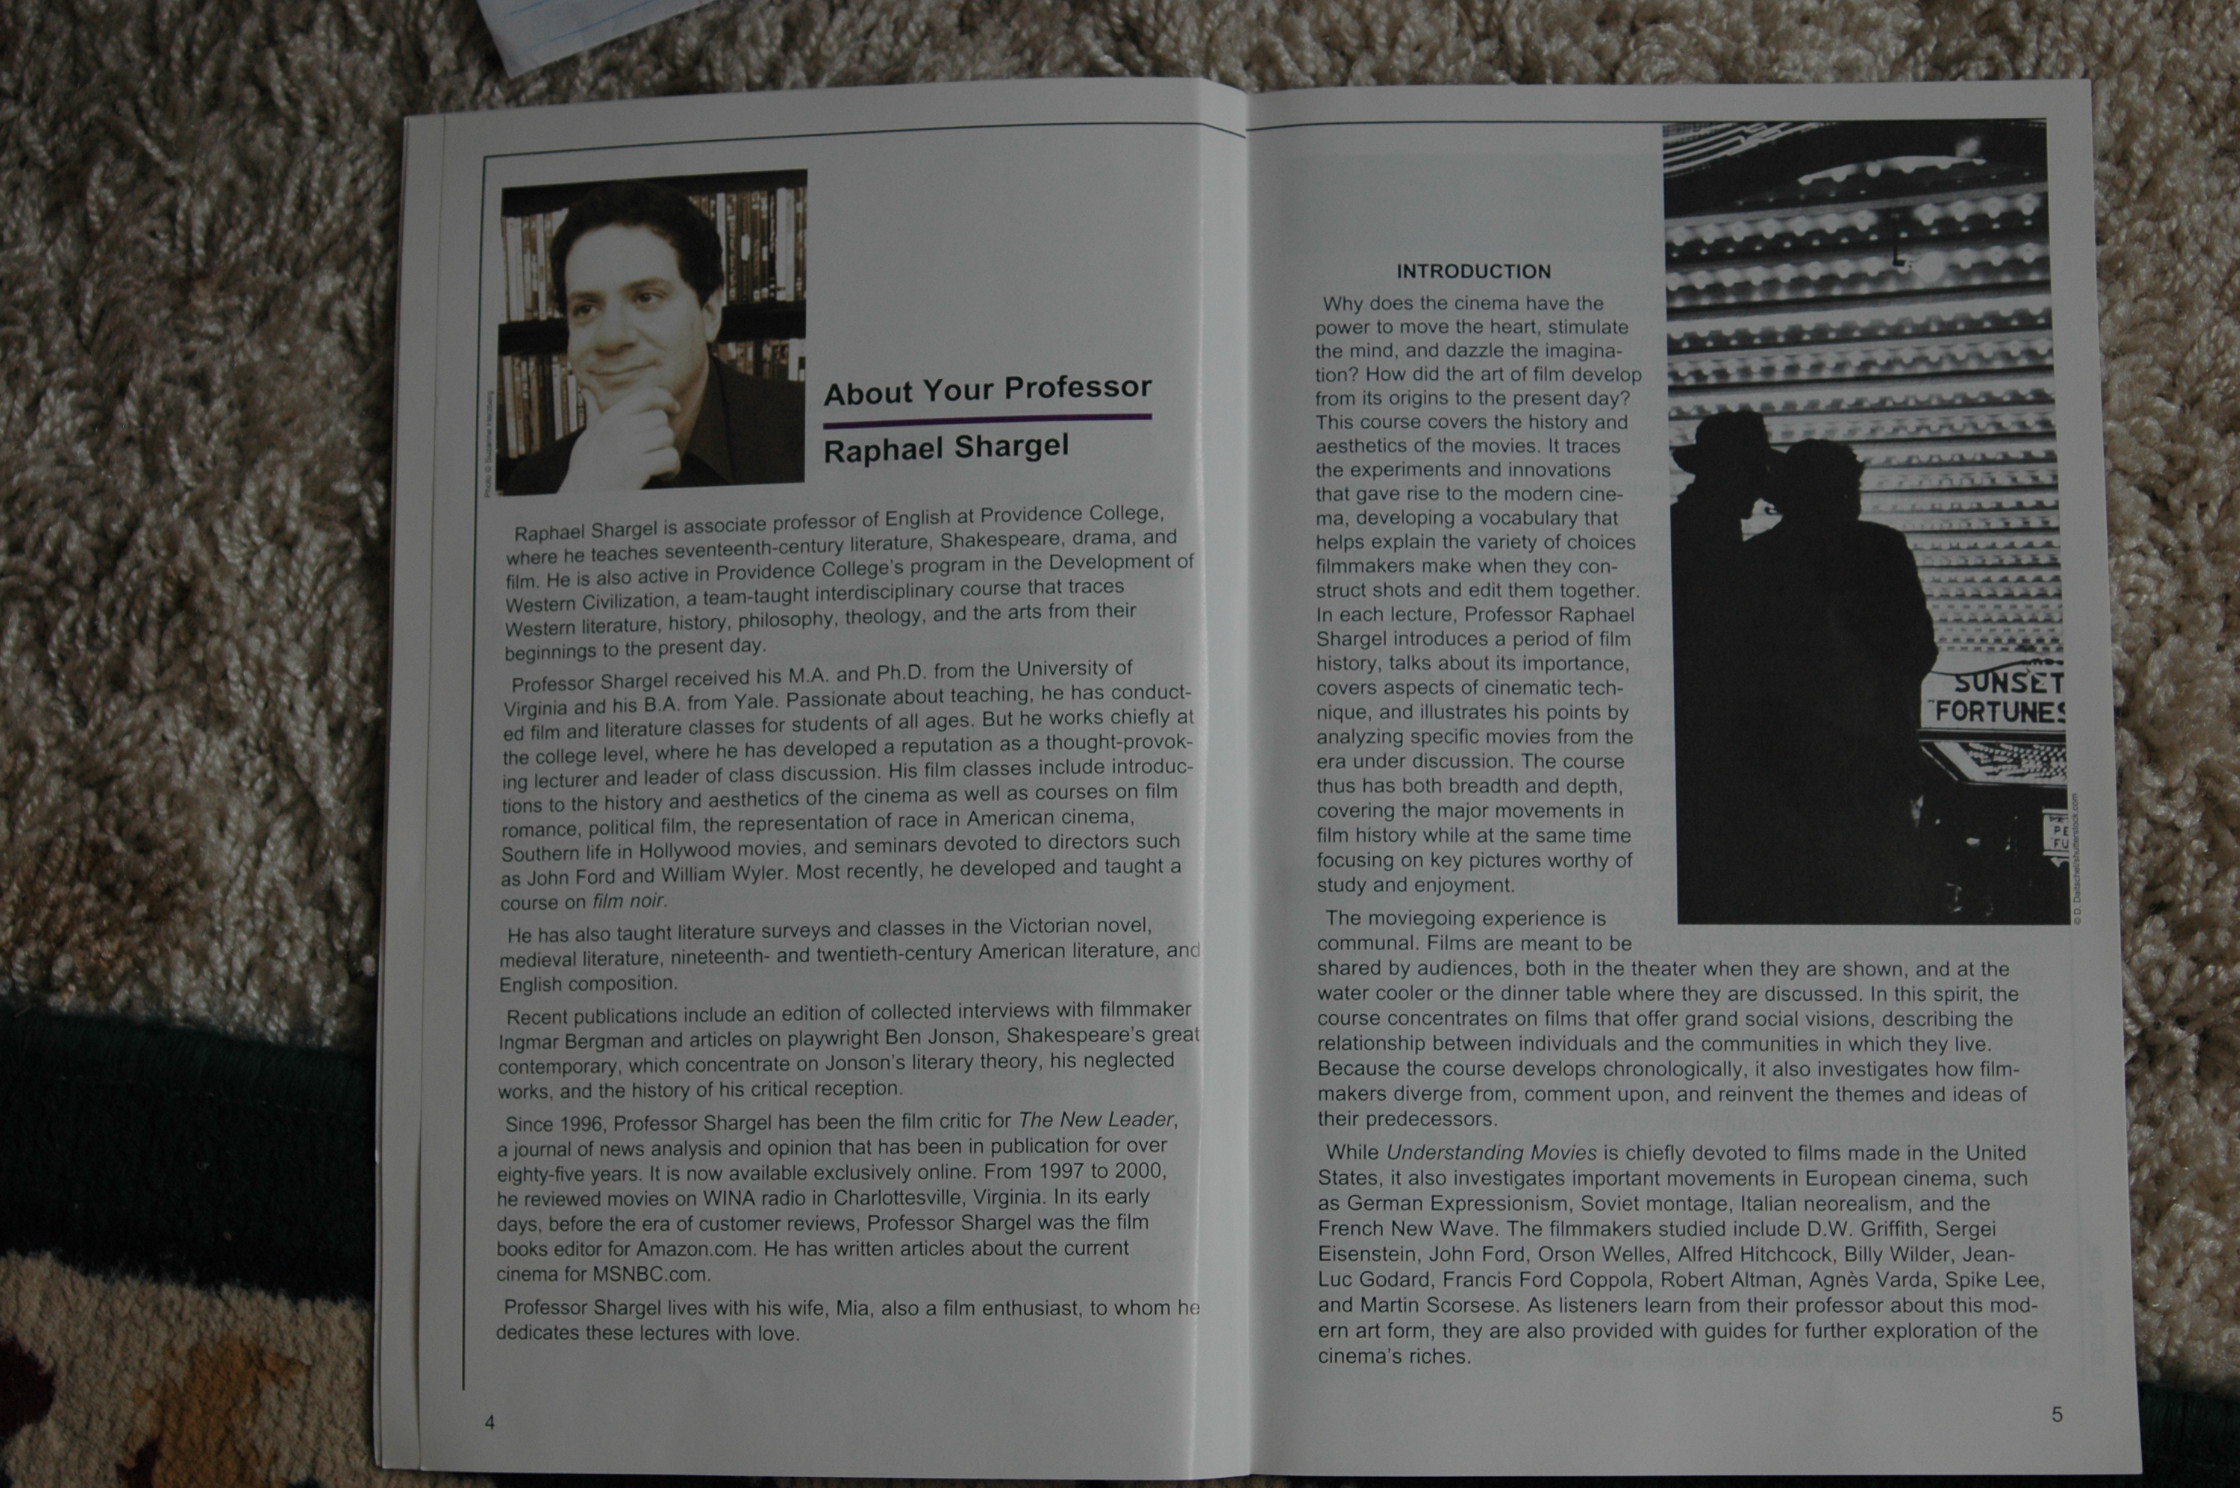 About Your Professor
Raphael Shargel
Raphael Shargel is associate professor of English at Providence College,
where he teaches seventeenth-century literature, Shakespeare, drama, and
film. He is also active in Providence College's program in the Development of
Western Civilization, a team-taught interdisciplinary course that traces
Western literature, history, philosophy, theology, and the arts from their
beginnings to the present day.
Professor Shargel received his M.A. and Ph.D. from the University of
Virginia and his B.A. from Yale. Passionate about teaching, he has conduct-
ed film and literature classes for students of all ages. But he works chiefly at
the college level, where he has developed a reputation as a thought-provok-
ing lecturer and leader of class discussion. His film classes include introduc-
tions to the history and aesthetics of the cinema as well as courses on film
romance, political film, the representation of race in American cinema,
Southern life in Hollywood movies, and seminars devoted to directors such
as John Ford and William Wyler. Most recently, he developed and taught a
course on film noir.
He has also taught literature surveys and classes in the Victorian novel,
medieval literature, nineteenth- and twentieth-century American literature, and
English composition.
Recent publications include an edition of collected interviews with filmmaker
Ingmar Bergman and articles on playwright Ben Jonson, Shakespeare's great
contemporary, which concentrate on Jonson's literary theory, his neglected
works, and the history of his critical reception.
Since 1996, Professor Shargel has been the film critic for The New Leader,
a journal of news analysis and opinion that has been in publication for over
eighty-five years. It is now available exclusively online. From 1997 to 2000,
he reviewed movies on WINA radio in Charlottesville, Virginia. In its early
days, before the era of customer reviews, Professor Shargel was the film
books editor for Amazon.com. He has written articles about the current
cinema for MSNBC.com.
Professor Shargel lives with his wife, Mia, also a film enthusiast, to whom he
dedicates these lectures with love.
4
INTRODUCTION
Why does the cinema have the
power to move the heart, stimulate
the mind, and dazzle the imagina-
tion? How did the art of film develop
from its origins to the present day?
This course covers the history and
aesthetics of the movies. It traces
the experiments and innovations
that gave rise to the modern cine-
ma, developing a vocabulary that
helps explain the variety of choices
filmmakers make when they con-
struct shots and edit them together.
In each lecture, Professor Raphael
Shargel introduces a period of film
history, talks about its importance,
covers aspects of cinematic tech-
nique, and illustrates his points by
analyzing specific movies from the
era under discussion. The course
thus has both breadth and depth,
covering the major movements in
film history while at the same time
focusing on key pictures worthy of
study and enjoyment.
The moviegoing experience is
communal. Films are meant to be
shared by audiences, both in the theater when they are shown, and at the
water cooler or the dinner table where they are discussed. In this spirit, the
course concentrates on films that offer grand social visions, describing the
relationship between individuals and the communities in which they live.
Because the course develops chronologically, it also investigates how film-
makers diverge from, comment upon, and reinvent the themes and ideas of
their predecessors.
While Understanding Movies is chiefly devoted to films made in the United
States, it also investigates important movements in European cinema, such
as German Expressionism, Soviet montage, Italian neorealism, and the
French New Wave. The filmmakers studied include D.W. Griffith, Sergei
Eisenstein, John Ford, Orson Welles, Alfred Hitchcock, Billy Wilder, Jean-
Luc Godard, Francis Ford Coppola, Robert Altman, Agnès Varda, Spike Lee,
and Martin Scorsese. As listeners learn from their professor about this mod-
ern art form, they are also provided with guides for further exploration of the
cinema's riches.
SUNSET
"FORTUNES
PE
FU
5